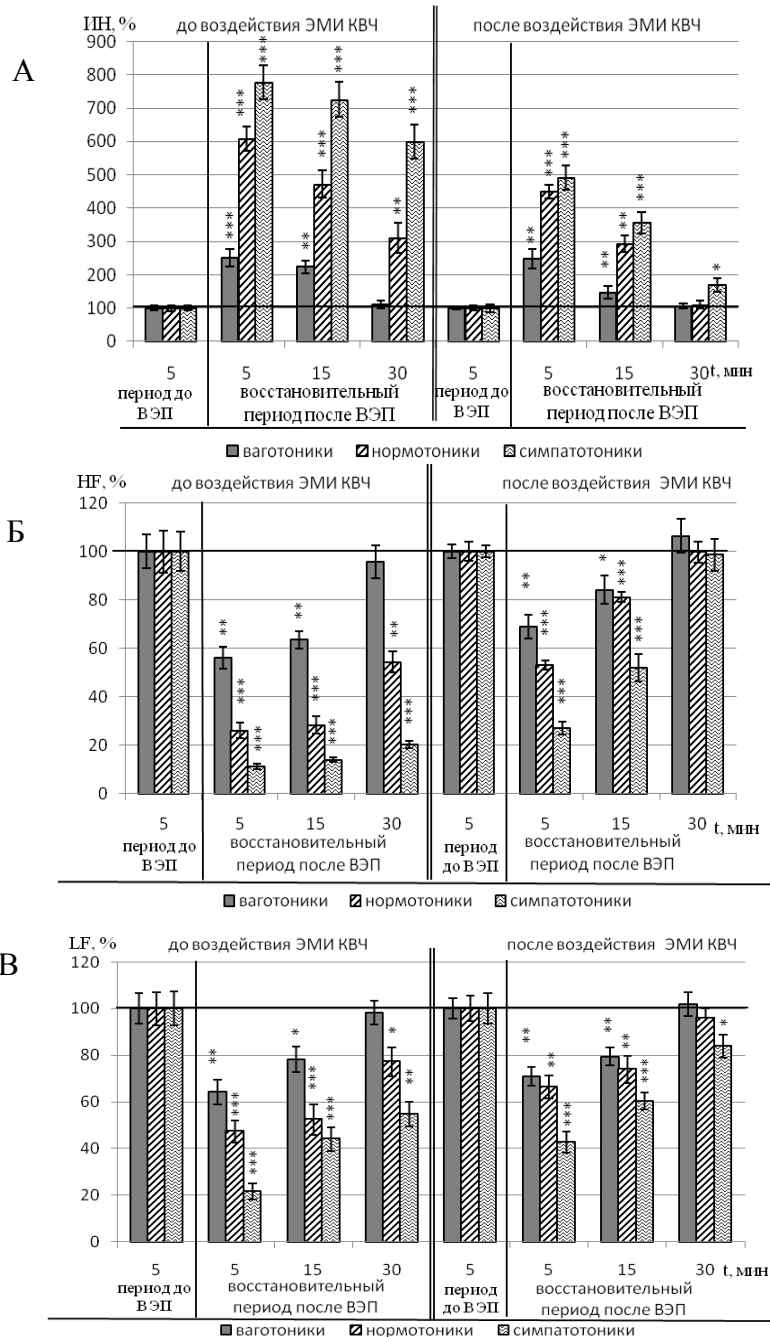 А
ИН, %
до воздействия ЭМИ КВЧ
после воздействия ЭМИ КВЧ
900
800
700
600
500
400
300
200
100
0
*** *** *** ** *** *** ** *** ** *** *** ** ** *** *
5 5 15 30 5 5 15 30 t, мин
период до ВЭП
восстановительный период после ВЭП
период до ВЭП
восстановительный период после ВЭП
ваготоники нормотоники симпатотоники
Б
HF, %
до воздействия ЭМИ КВЧ
после воздействия ЭМИ КВЧ
120
100
80
60
40
20
0
** *** *** ** *** *** ** *** ** *** *** * *** ***
5 5 15 30 5 5 15 30 t, мин
период до ВЭП
восстановительный период после ВЭП
период до ВЭП
восстановительный период после ВЭП
ваготоники нормотоники симпатотоники
В
LF, %
до воздействия ЭМИ КВЧ
после воздействия ЭМИ КВЧ
120
100
80
60
40
20
0
** *** *** * *** *** * ** ** ** *** ** ** *** *
5 5 15 30 5 5 15 30 t, мин
период до ВЭП
восстановительный период после ВЭП
период до ВЭП
восстановительный период после ВЭП
ваготоники нормотоники симпатотоники